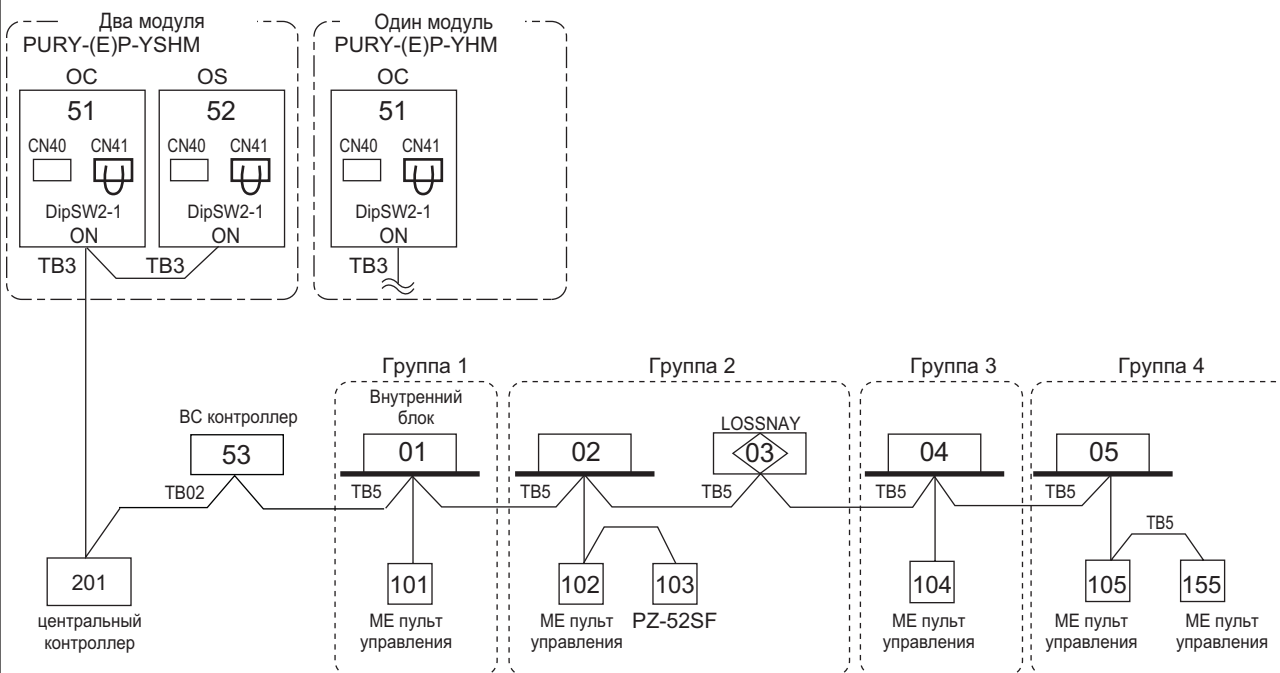 Два модуля
PURY-(E)P-YSHM
Один модуль
PURY-(E)P-YHM
OC
OS
OC
51
52
51
CN40 CN41
CN40 CN41
CN40 CN41
DipSW2-1
DipSW2-1
DipSW2-1
ON
ON
ON
TB3
TB3
TB3
Группа 1
Группа 2
Группа 3
Группа 4
Внутренний
блок
BC контроллер
LOSSNAY
53
01
02
03
04
05
TB02
TB5
TB5
TB5
TB5
TB5
TB5
201
101
102
103
104
105
155
центральный
контроллер
ME пульт
управления
ME пульт
управления
PZ-52SF
ME пульт
управления
ME пульт
управления
ME пульт
управления